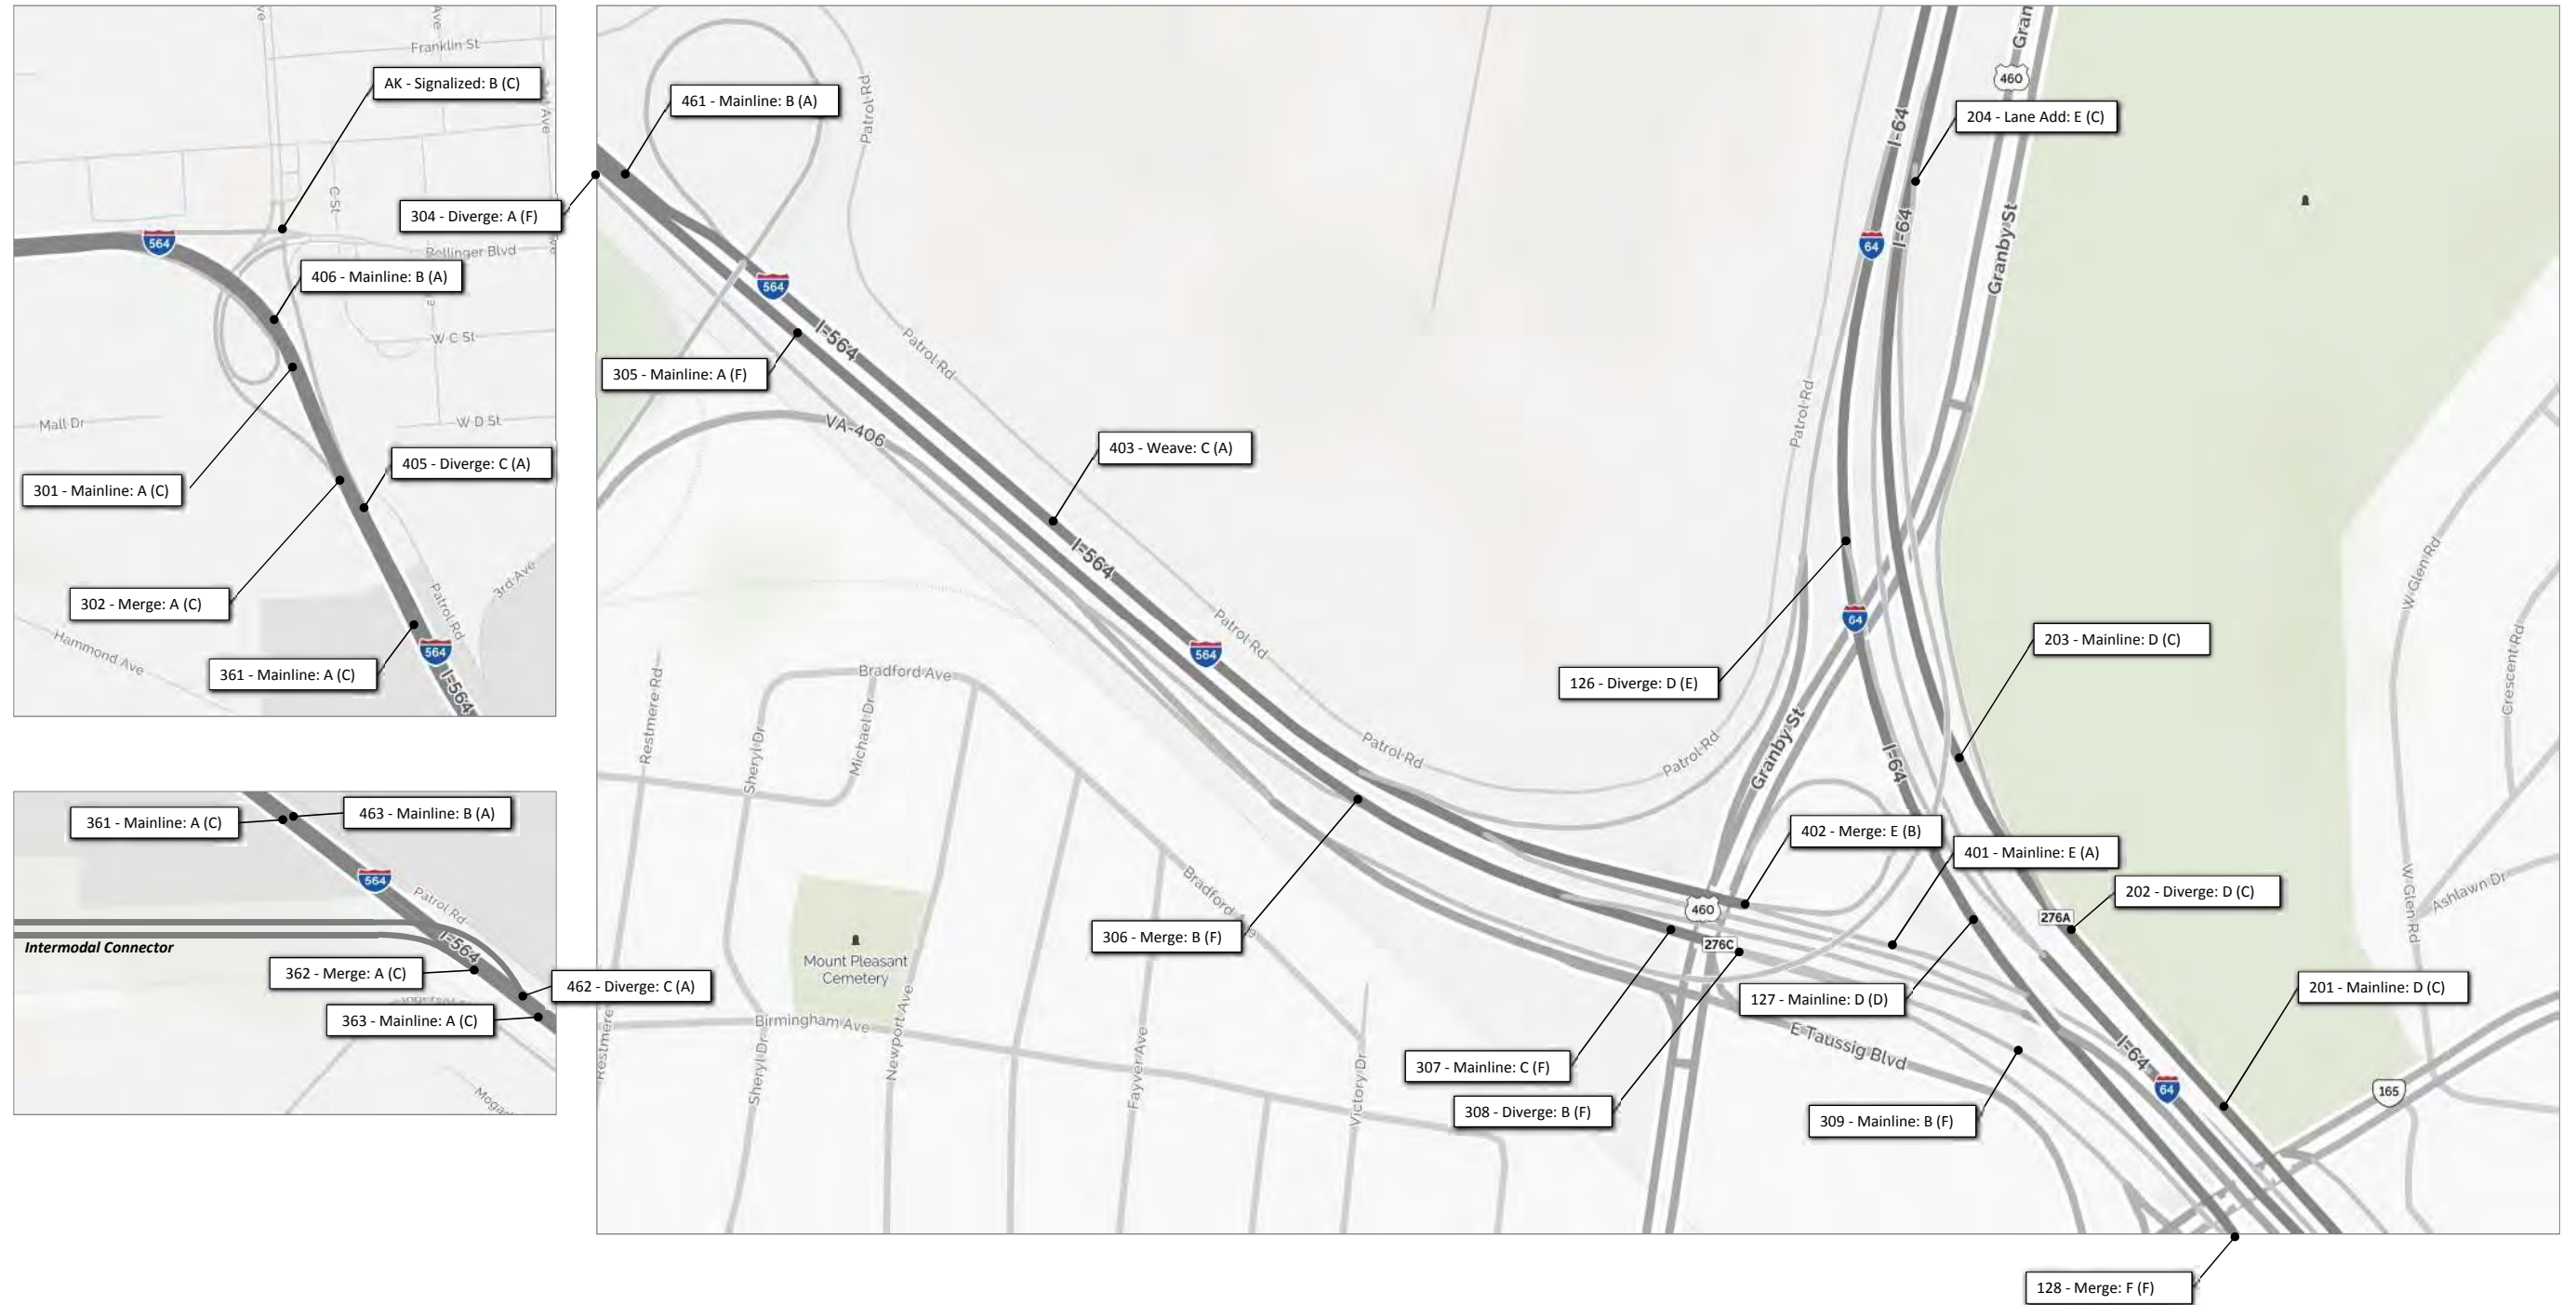 Franklin St
AK - Signalized: B (C)
C St
Bellinger Blvd
564
406 - Mainline: B (A)
W C St
Mall Dr
W D St
405 - Diverge: C (A)
301 - Mainline: A (C)
302 - Merge: A (C)
3rd Ave
Patrol Rd
Hammond Ave
361 - Mainline: A (C)
564
I-564
361 - Mainline: A (C)
463 - Mainline: B (A)
564
Patrol Rd
Intermodal Connector
I-564
362 - Merge: A (C)
462 - Diverge: C (A)
363 - Mainline: A (C)
461 - Mainline: B (A)
Patrol Rd
304 - Diverge: A (F)
564
I-564
Patrol Rd
305 - Mainline: A (F)
VA-406
403 - Weave: C (A)
I-564
Patrol Rd
564
Bradford Ave
Restmere Rd
Sheryl Dr
Michael Dr
Patrol Rd
Patrol Rd
Patrol Rd
Granby St
460
204 - Lane Add: E (C)
I-64
I-64
64
Granby St
64
126 - Diverge: D (E)
I-64
203 - Mainline: D (C)
W Glen Rd
Crescent Rd
W Glen Rd
Ashlawn Dr
402 - Merge: E (B)
401 - Mainline: E (A)
202 - Diverge: D (C)
276A
460
276C
306 - Merge: B (F)
Mount Pleasant
Cemetery
Bradford Ave
Newport Ave
Birmingham Ave
Restmere
Sheryl Dr
Fayver Ave
Victory Dr
127 - Mainline: D (D)
201 - Mainline: D (C)
E Taussig Blvd
307 - Mainline: C (F)
308 - Diverge: B (F)
309 - Mainline: B (F)
I-64
64
165
128 - Merge: F (F)